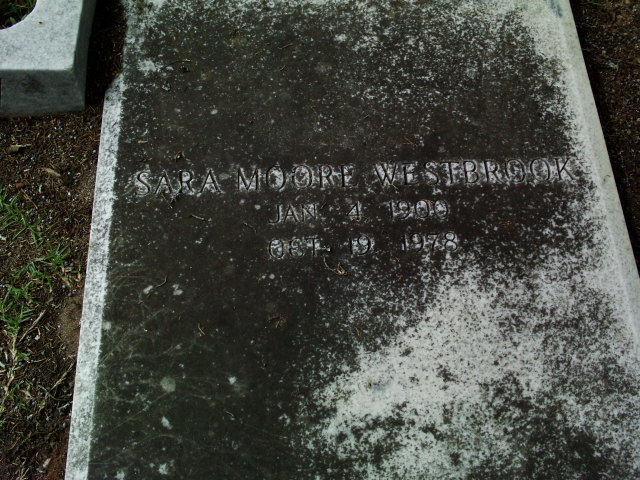 SARA MOORE WESTBROOK
JAN. 4 1900
OCT. 19, 1978